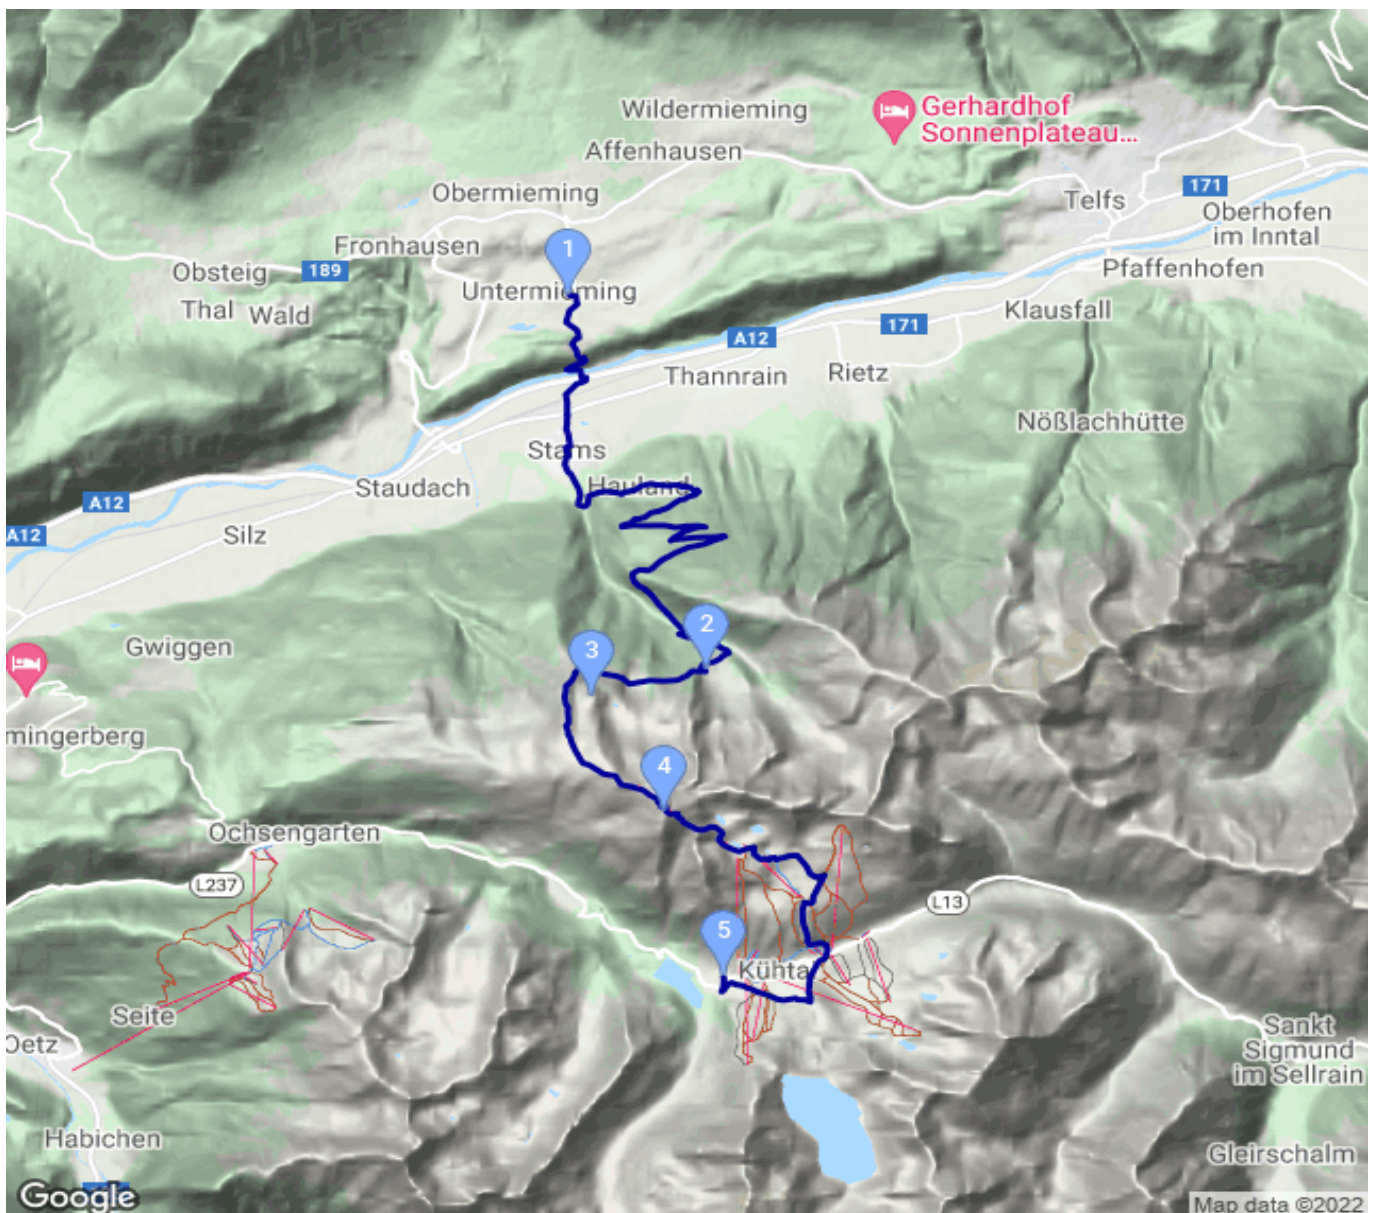 Wildermieming
Gerhardhof
Sonnenplateau...
Affenhausen
171
Telfs
Obermieming
Oberhofen
im Inntal
Fronhausen
1
Obsteig
189
Pfaffenhofen
Untermieming
Thal
Wald
Klausfall
A12
171
Thannrain
Rietz
Nößlachhütte
Stams
Staudach
Hauland
A12
Silz
A12
Gwiggen
2
3
mingerberg
4
Ochsengarten
L237
L13
5
Kühta
Seite
Oetz
Sankt
Sigmund
im Sellrain
Habichen
Gleirschalm
Google
Map data ©2022